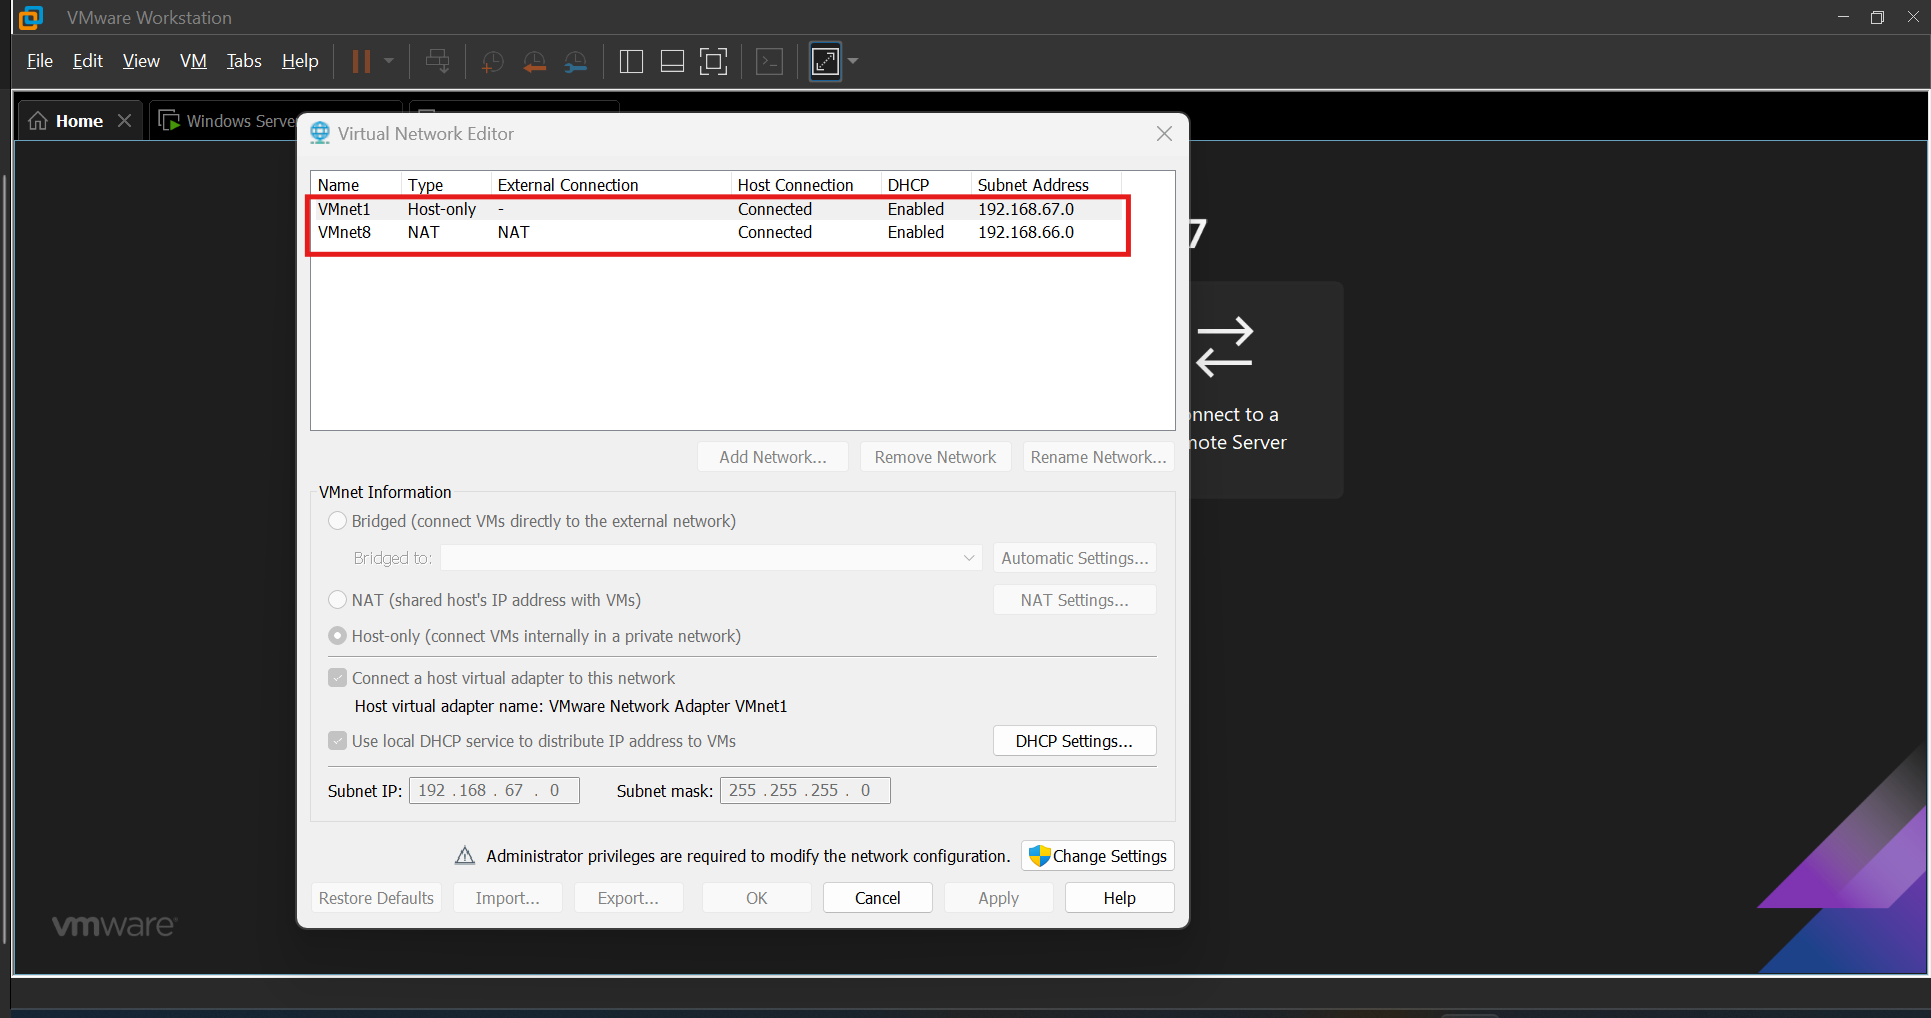 VMware Workstation
File Edit View VM Tabs Help
Home Windows Server
Virtual Network Editor
Name Type External Connection Host Connection DHCP Subnet Address
VMnet1 Host-only - Connected Enabled 192.168.67.0
VMnet8 NAT NAT Connected Enabled 192.168.66.0
7
nnect to a
note Server
Add Network... Remove Network Rename Network...
VMnet Information
Bridged (connect VMs directly to the external network)
Bridged to: Automatic Settings...
NAT (shared host's IP address with VMs) NAT Settings...
Host-only (connect VMs internally in a private network)
Connect a host virtual adapter to this network
Host virtual adapter name: VMware Network Adapter VMnet1
Use local DHCP service to distribute IP address to VMs DHCP Settings...
Subnet IP: 192 . 168 . 67 . 0 Subnet mask: 255 . 255 . 255 . 0
Administrator privileges are required to modify the network configuration. Change Settings
Restore Defaults Import... Export... OK Cancel Apply Help
vmware